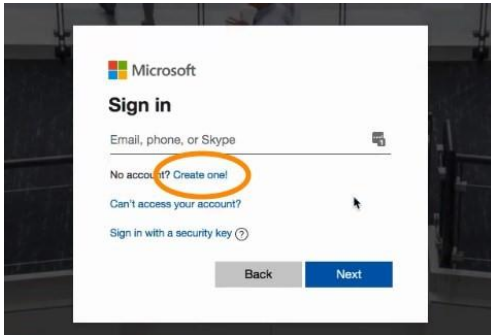 Microsoft
Sign in
Email, phone, or Skype
No account? Create one!
Can't access your account?
Sign in with a security key ?
Back
Next